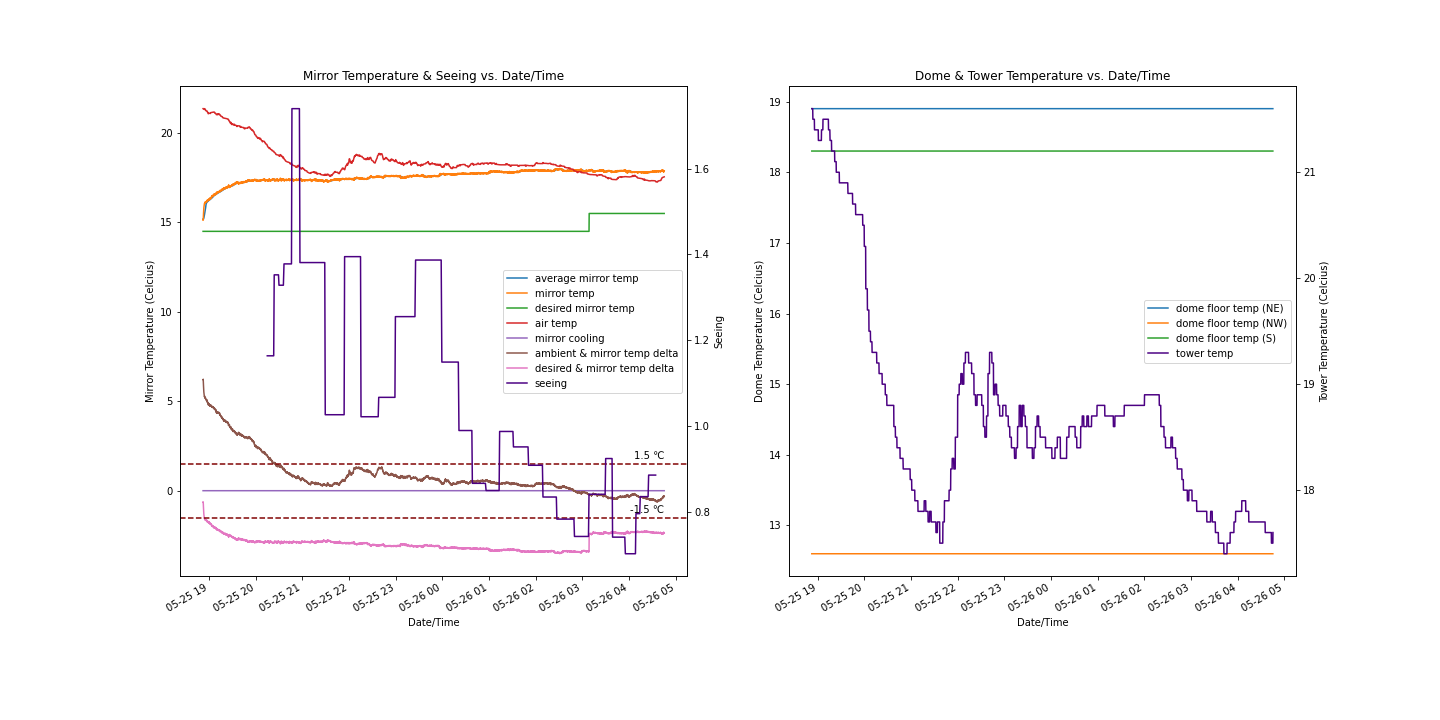 Mirror Temperature & Seeing vs. Date/Time
Mirror Temperature (Celcius)
20
15
10
5
0
1.6
1.4
1.2
1.0
0.8
Seeing
average mirror temp
mirror temp
desired mirror temp
air temp
mirror cooling
ambient & mirror temp delta
desired & mirror temp delta
seeing
1.5 °C
-1.5 °C
05-25 19
05-25 20
05-25 21
05-25 22
05-25 23
05-26 00
05-26 01
05-26 02
05-26 03
05-26 04
05-26 05
Date/Time
Dome & Tower Temperature vs. Date/Time
Dome Temperature (Celcius)
19
18
17
16
15
14
13
21
20
19
18
Tower Temperature (Celcius)
dome floor temp (NE)
dome floor temp (NW)
dome floor temp (S)
tower temp
05-25 19
05-25 20
05-25 21
05-25 22
05-25 23
05-26 00
05-26 01
05-26 02
05-26 03
05-26 04
05-26 05
Date/Time